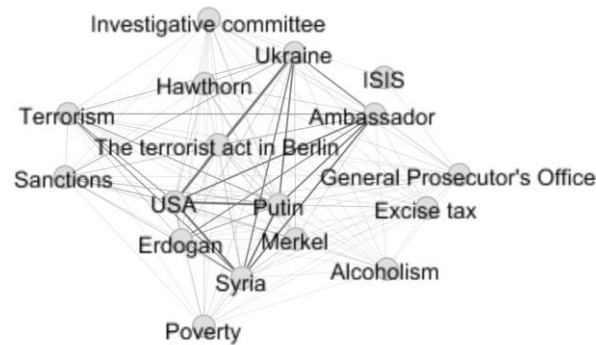 Investigative committee
Ukraine
Hawthorn
ISIS
Terrorism
Ambassador
The terrorist act in Berlin
Sanctions
General Prosecutor's Office
USA
Putin
Excise tax
Erdogan
Merkel
Syria
Alcoholism
Poverty